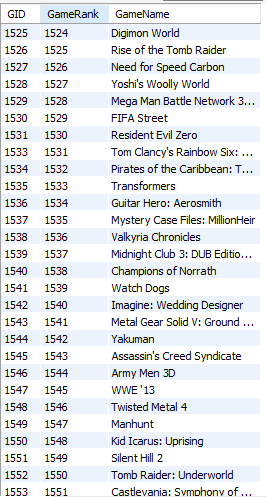 GID GameRank GameName
1525 1524 Digimon World
1526 1525 Rise of the Tomb Raider
1527 1526 Need for Speed Carbon
1528 1527 Yoshi's Woolly World
1529 1528 Mega Man Battle Network 3...
1530 1529 FIFA Street
1531 1530 Resident Evil Zero
1533 1531 Tom Clancy's Rainbow Six: ...
1534 1532 Pirates of the Caribbean: T...
1535 1533 Transformers
1536 1534 Guitar Hero: Aerosmith
1537 1535 Mystery Case Files: MillionHeir
1538 1536 Valkyria Chronicles
1539 1537 Midnight Club 3: DUB Editio...
1540 1538 Champions of Norrath
1541 1539 Watch Dogs
1542 1540 Imagine: Wedding Designer
1543 1541 Metal Gear Solid V: Ground ...
1544 1542 Yakuman
1545 1543 Assassin's Creed Syndicate
1546 1544 Army Men 3D
1547 1545 WWE '13
1548 1546 Twisted Metal 4
1549 1547 Manhunt
1550 1548 Kid Icarus: Uprising
1551 1549 Silent Hill 2
1552 1550 Tomb Raider: Underworld
1553 1551 Castlevania: Symphony of ...